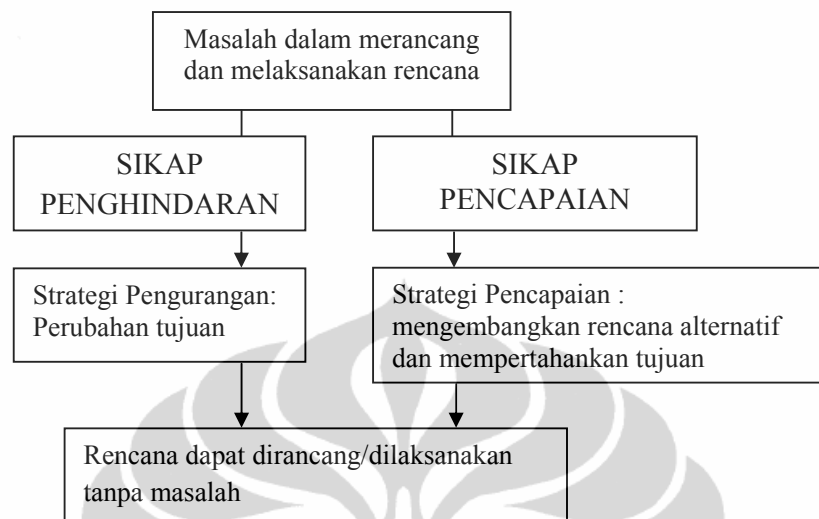 Masalah dalam merancang
dan melaksanakan rencana
SIKAP
PENGHINDARAN
SIKAP
PENCAPAIAN
Strategi Pengurangan:
Perubahan tujuan
Strategi Pencapaian :
mengembangkan rencana alternatif
dan mempertahankan tujuan
Rencana dapat dirancang/dilaksanakan
tanpa masalah